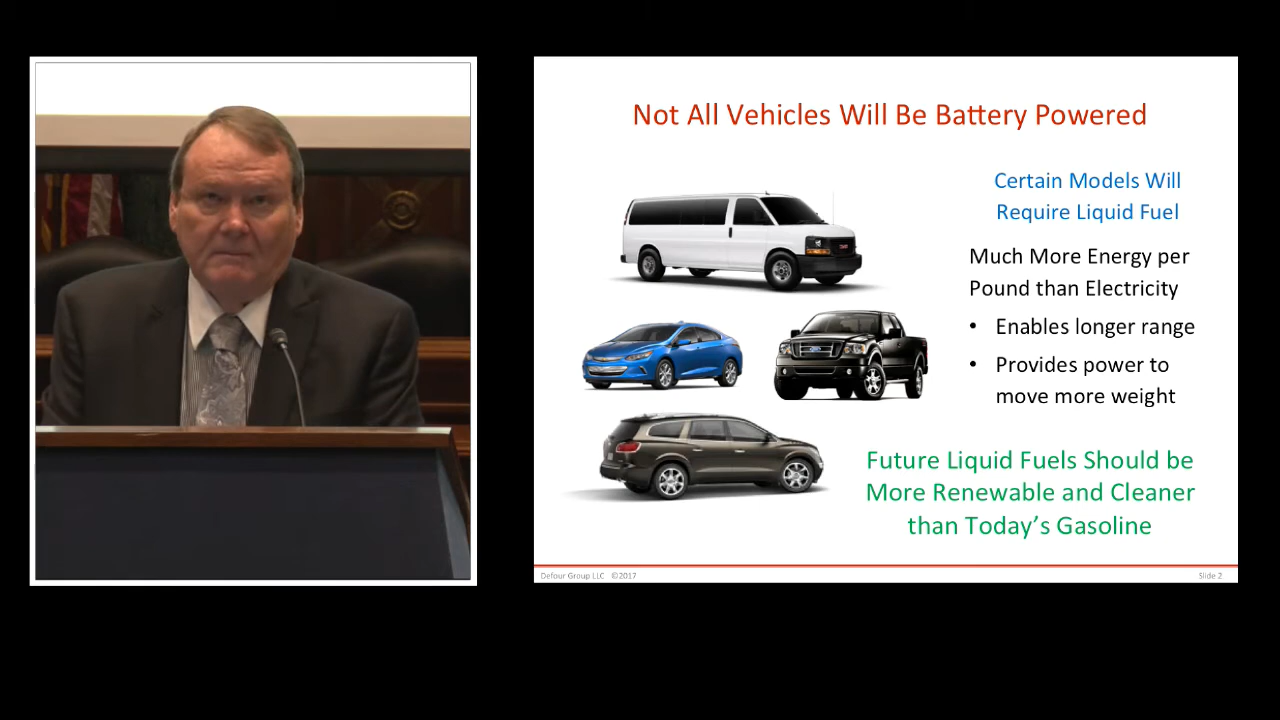 Not All Vehicles Will Be Battery Powered
Certain Models Will
Require Liquid Fuel
Much More Energy per
Pound than Electricity
• Enables longer range
• Provides power to
move more weight
Future Liquid Fuels Should be
More Renewable and Cleaner
than Today's Gasoline
Defour Group LLC ©2017
Slide 2